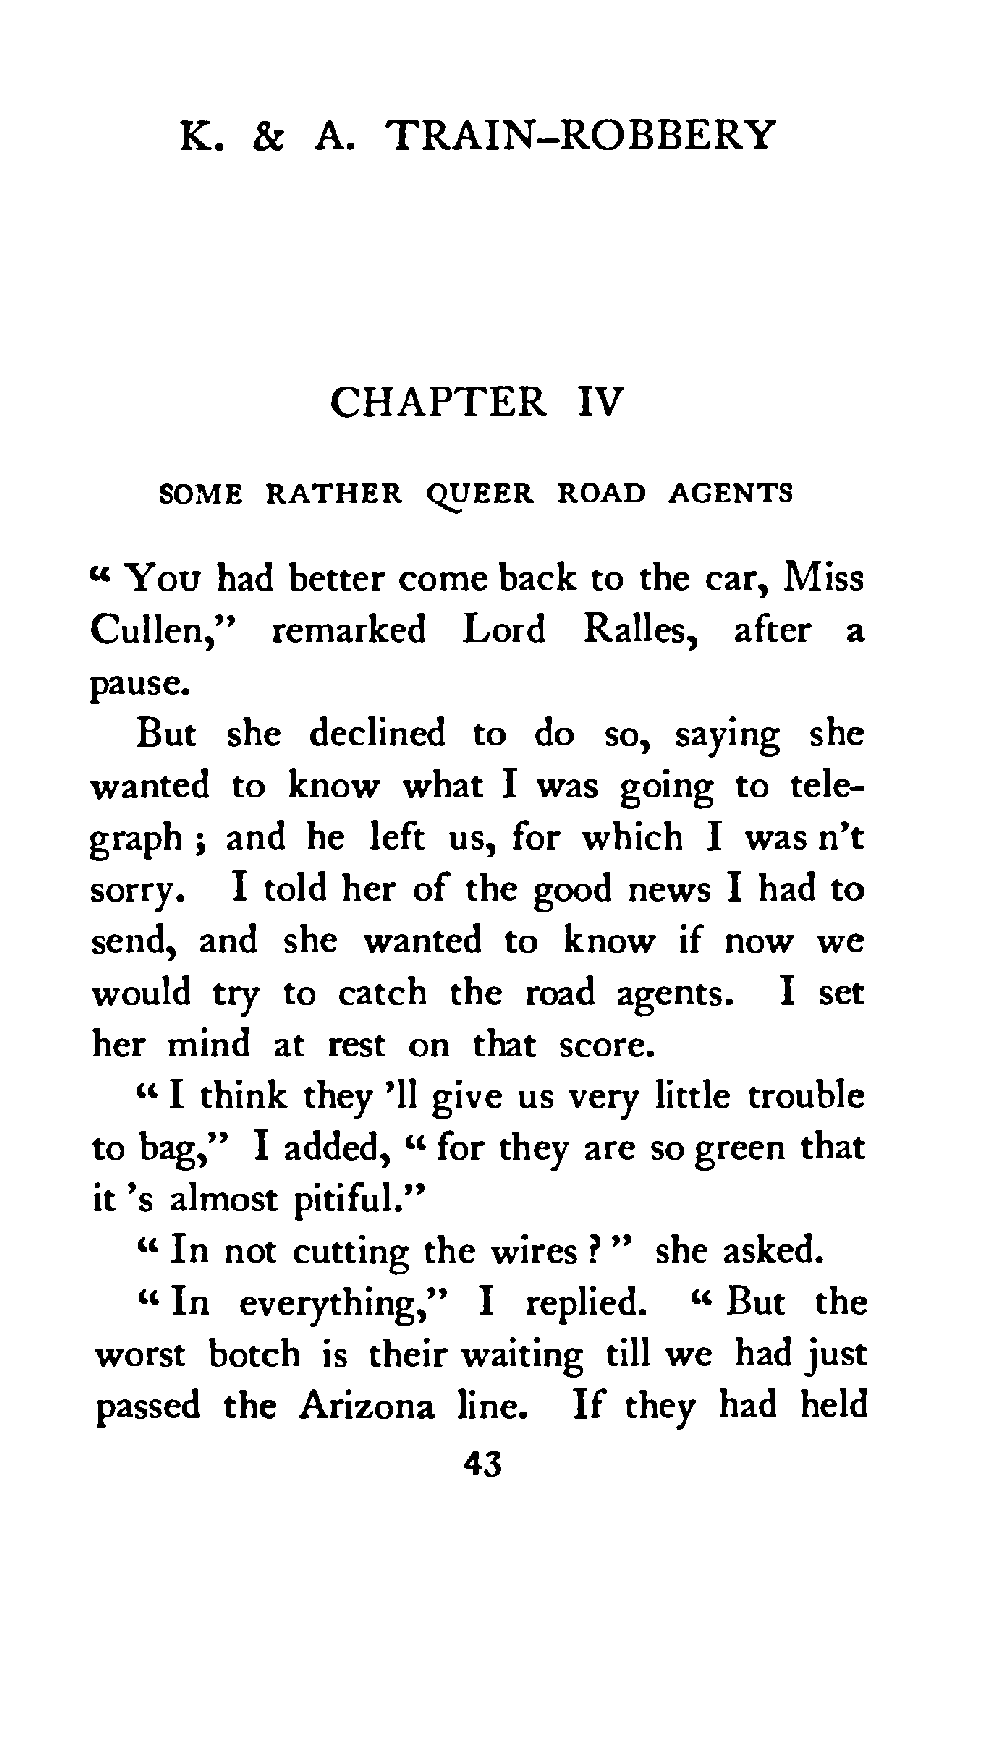 K. & A. TRAIN-ROBBERY
CHAPTER IV
SOME RATHER QUEER ROAD AGENTS
“ You had better come back to the car, Miss
Cullen,” remarked Lord Ralles, after a
pause.
But she declined to do so, saying she
wanted to know what I was going to tele-
graph ; and he left us, for which I was n’t
sorry. I told her of the good news I had to
send, and she wanted to know if now we
would try to catch the road agents. I set
her mind at rest on that score.
“ I think they ’ll give us very little trouble
to bag,” I added, “ for they are so green that
it ’s almost pitiful.”
“ In not cutting the wires ? ” she asked.
“ In everything,” I replied. “ But the
worst botch is their waiting till we had just
passed the Arizona line. If they had held
43